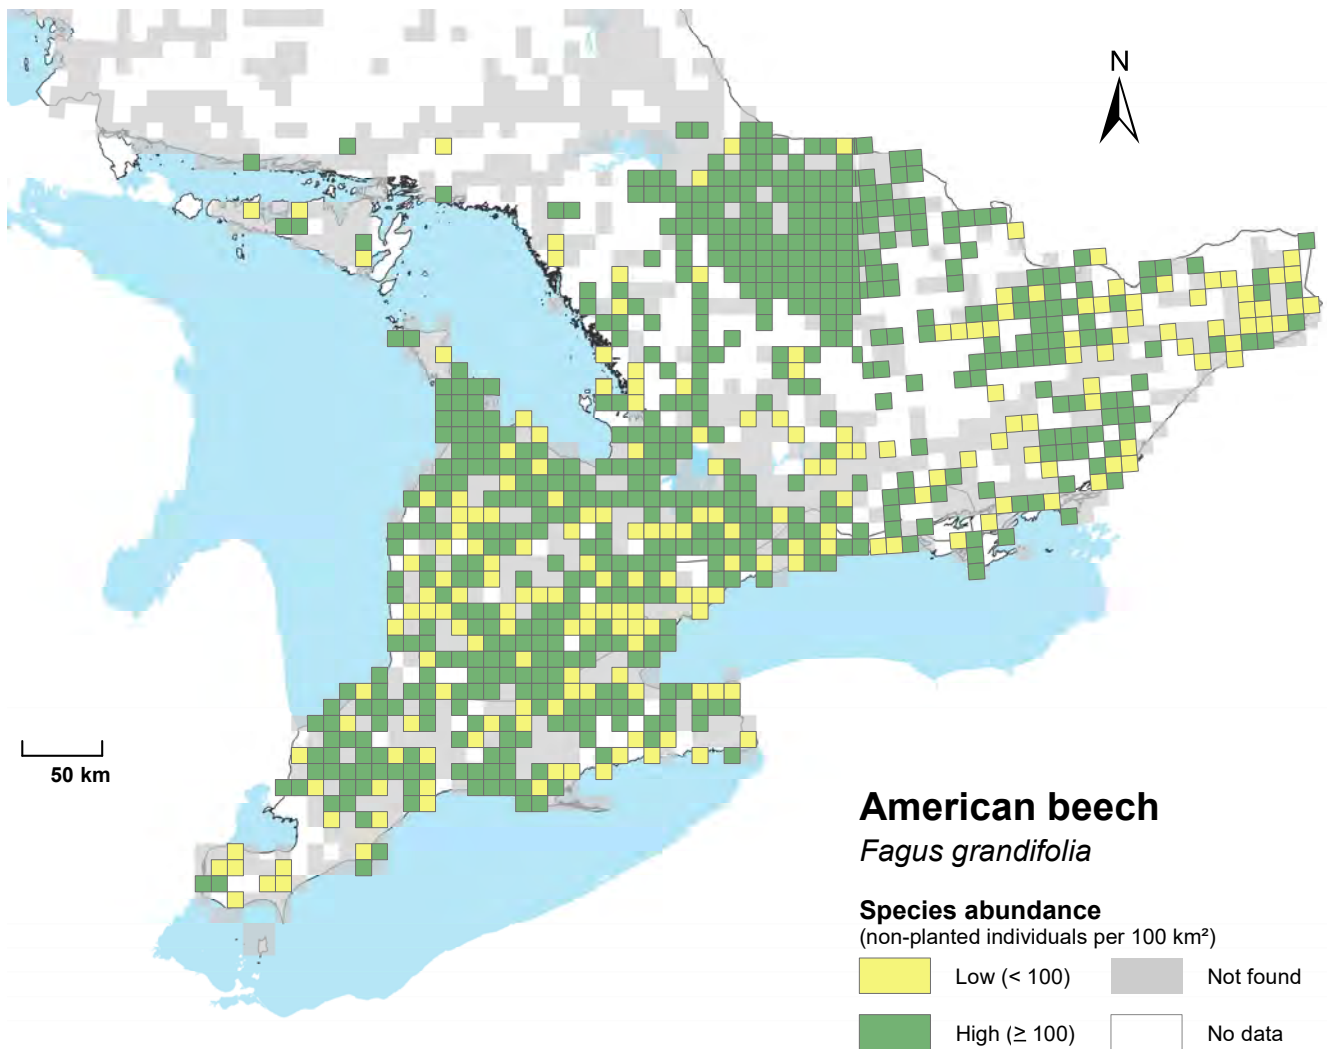 N
50 km
American beech
Fagus grandifolia
Species abundance
(non-planted individuals per 100 km²)
Low (< 100)
Not found
High (≥ 100)
No data